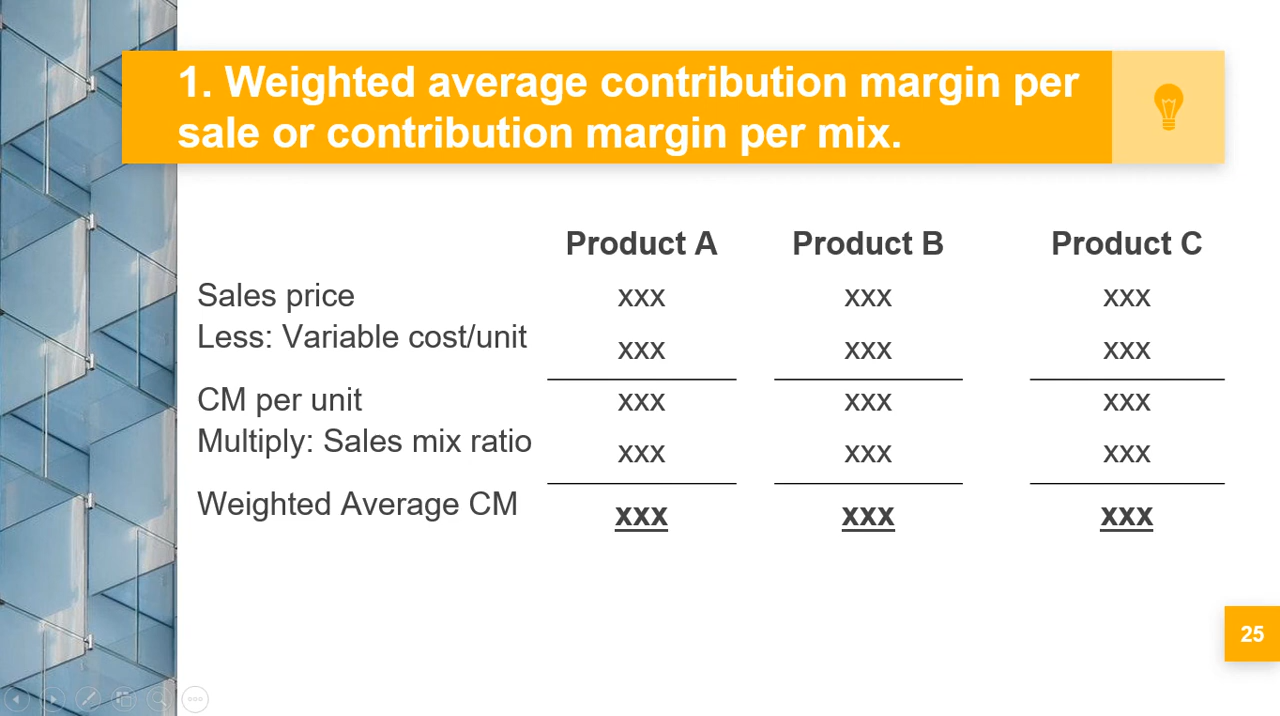 1. Weighted average contribution margin per
sale or contribution margin per mix.
Product A Product B Product C
Sales price xxx xxx xxx
Less: Variable cost/unit xxx xxx xxx
CM per unit xxx xxx xxx
Multiply: Sales mix ratio xxx xxx xxx
Weighted Average CM xxx xxx xxx
25